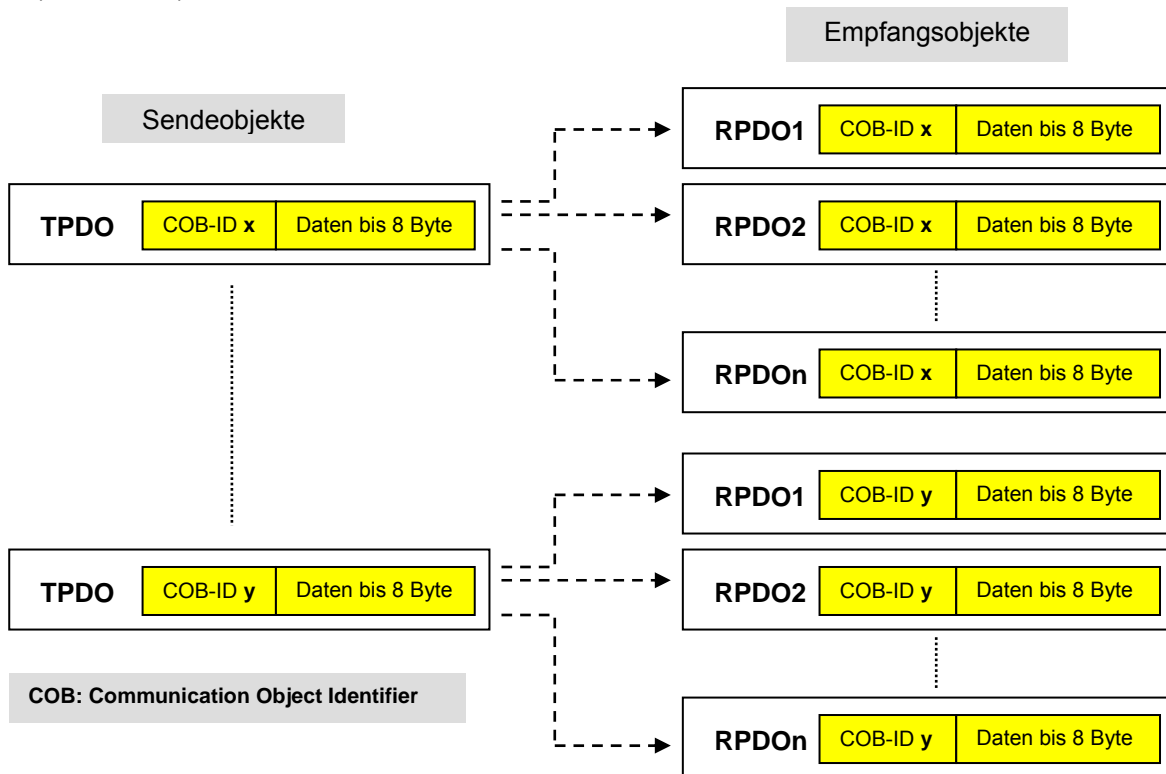 Empfangsobjekte
Sendeobjekte
RPDO1 COB-ID x Daten bis 8 Byte
TPDO COB-ID x Daten bis 8 Byte
RPDO2 COB-ID x Daten bis 8 Byte
RPDOn COB-ID x Daten bis 8 Byte
RPDO1 COB-ID y Daten bis 8 Byte
TPDO COB-ID y Daten bis 8 Byte
RPDO2 COB-ID y Daten bis 8 Byte
COB: Communication Object Identifier
RPDOn COB-ID y Daten bis 8 Byte